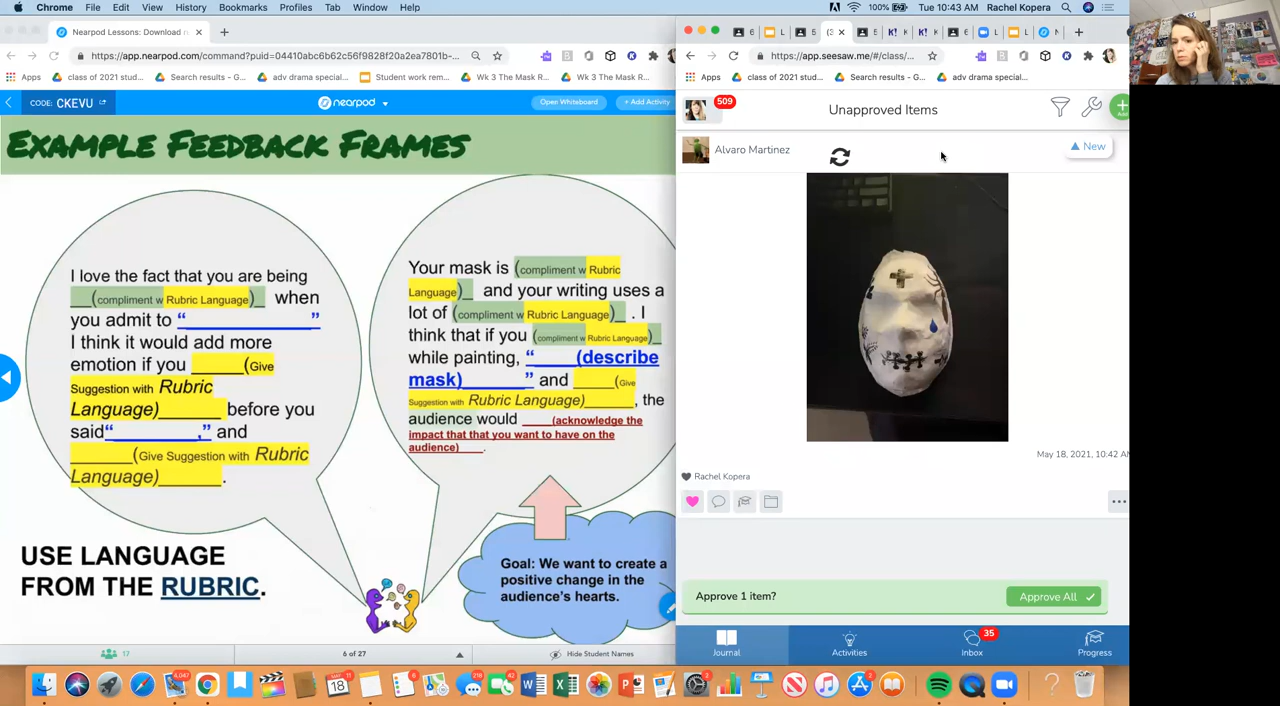 Chrome File Edit View History Bookmarks Profiles Tab Window Help
100% Tue 10:43 AM Rachel Kopera
Nearpod Lessons: Download r
https://app.nearpod.com/command?puid=04410abc62c56f9828f20a2ea7801b...
Apps class of 2021 stud... Search results - G... adv drama special... Student work rem... Wk 3 The Mask R... Wk 3 The Mask R...
CODE: CKEVU
nearpod
Open Whiteboard + Add Activity
EXAMPLE FEEDBACK FRAMES
I love the fact that you are being
__(compliment w Rubric Language)_ when
you admit to “______________”
I think it would add more
emotion if you ______(Give
Suggestion with Rubric
Language)_______ before you
said“__________,” and
_______(Give Suggestion with Rubric
Language)_______.
Your mask is (compliment w Rubric
Language)_ and your writing uses a
lot of (compliment w Rubric Language)_ . I
think that if you (compliment w Rubric Language)_
while painting, “____(describe
mask)_______” and _____(Give
Suggestion with Rubric Language)______, the
audience would _____(acknowledge the
impact that that you want to have on the
audience)_____.
USE LANGUAGE
FROM THE RUBRIC.
Goal: We want to create a
positive change in the
audience's hearts.
17
6 of 27
Hide Student Names
https://app.seesaw.me/#/class/...
Apps class of 2021 stud... Search results - G... adv drama special...
509
Unapproved Items
Add
Alvaro Martinez
New
May 18, 2021, 10:42 AM
Rachel Kopera
Approve 1 item?
Approve All
Journal
Activities
35
Inbox
Progress